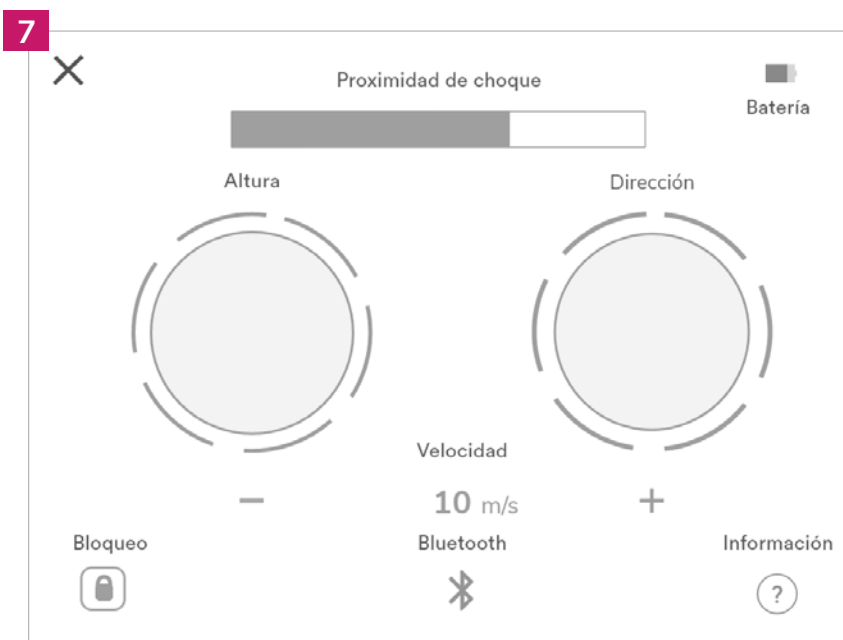 7
Proximidad de choque
Batería
Altura
Dirección
Velocidad
− 10 m/s +
Bloqueo
Bluetooth
Información
?